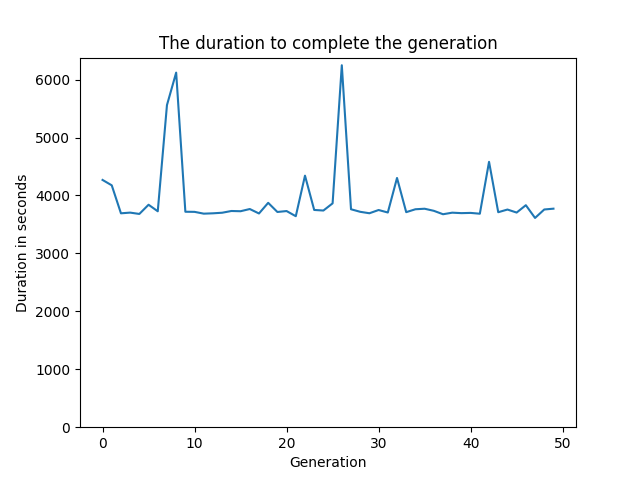 The duration to complete the generation
6000
5000
4000
3000
2000
1000
0
Duration in seconds
0 10 20 30 40 50
Generation